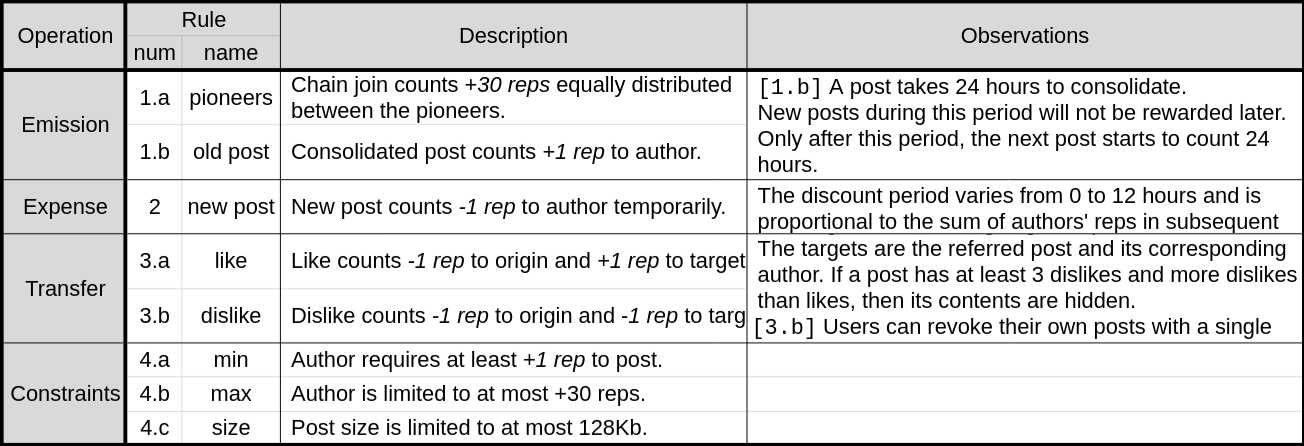 Operation
Rule
num name
Description
Observations
Emission
1.a pioneers
Chain join counts +30 reps equally distributed
between the pioneers.
1.b old post
Consolidated post counts +1 rep to author.
[1.b] A post takes 24 hours to consolidate.
New posts during this period will not be rewarded later.
Only after this period, the next post starts to count 24
hours.
Expense
2 new post
New post counts -1 rep to author temporarily.
The discount period varies from 0 to 12 hours and is
proportional to the sum of authors' reps in subsequent
Transfer
3.a like
Like counts -1 rep to origin and +1 rep to target
3.b dislike
Dislike counts -1 rep to origin and -1 rep to targ
The targets are the referred post and its corresponding
author. If a post has at least 3 dislikes and more dislikes
than likes, then its contents are hidden.
[3.b] Users can revoke their own posts with a single
Constraints
4.a min
Author requires at least +1 rep to post.
4.b max
Author is limited to at most +30 reps.
4.c size
Post size is limited to at most 128Kb.